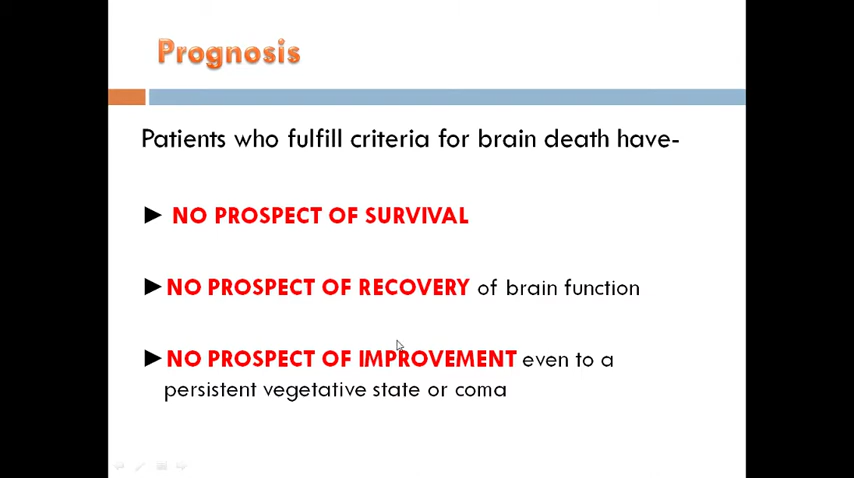 Prognosis
Patients who fulfill criteria for brain death have-
► NO PROSPECT OF SURVIVAL
►NO PROSPECT OF RECOVERY of brain function
►NO PROSPECT OF IMPROVEMENT even to a
persistent vegetative state or coma